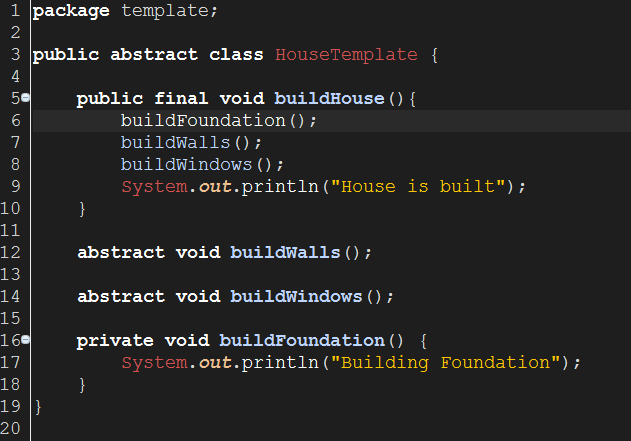 1 package template;
2
3 public abstract class HouseTemplate {
4
5     public final void buildHouse(){
6         buildFoundation();
7         buildWalls();
8         buildWindows();
9         System.out.println("House is built");
10     }
11
12     abstract void buildWalls();
13
14     abstract void buildWindows();
15
16     private void buildFoundation() {
17         System.out.println("Building Foundation");
18     }
19 }
20